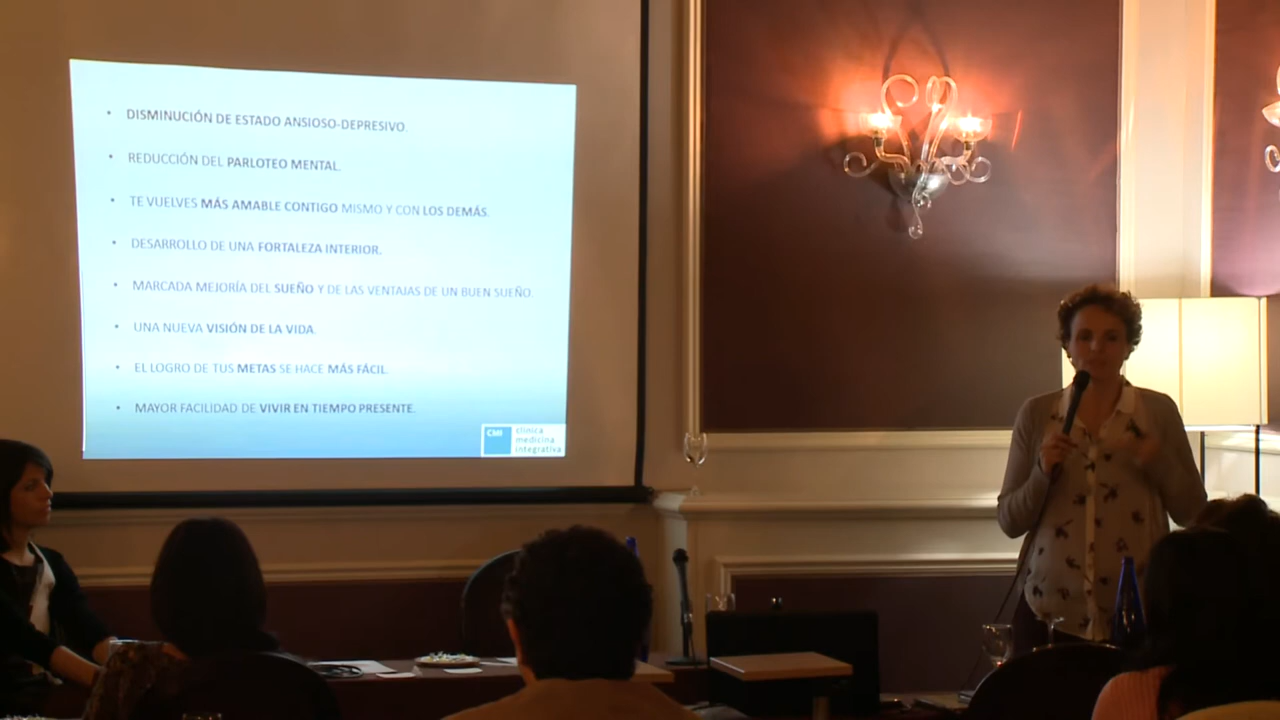 • DISMINUCIÓN DE ESTADO ANSIOSO-DEPRESIVO.
• REDUCCIÓN DEL PARLOTEO MENTAL.
• TE VUELVES MÁS AMABLE CONTIGO MISMO Y CON LOS DEMÁS.
• DESARROLLO DE UNA FORTALEZA INTERIOR.
• MARCADA MEJORÍA DEL SUEÑO Y DE LAS VENTAJAS DE UN BUEN SUEÑO.
• UNA NUEVA VISIÓN DE LA VIDA.
• EL LOGRO DE TUS METAS SE HACE MÁS FÁCIL.
• MAYOR FACILIDAD DE VIVIR EN TIEMPO PRESENTE.
CMI
clínica
medicina
integrativa